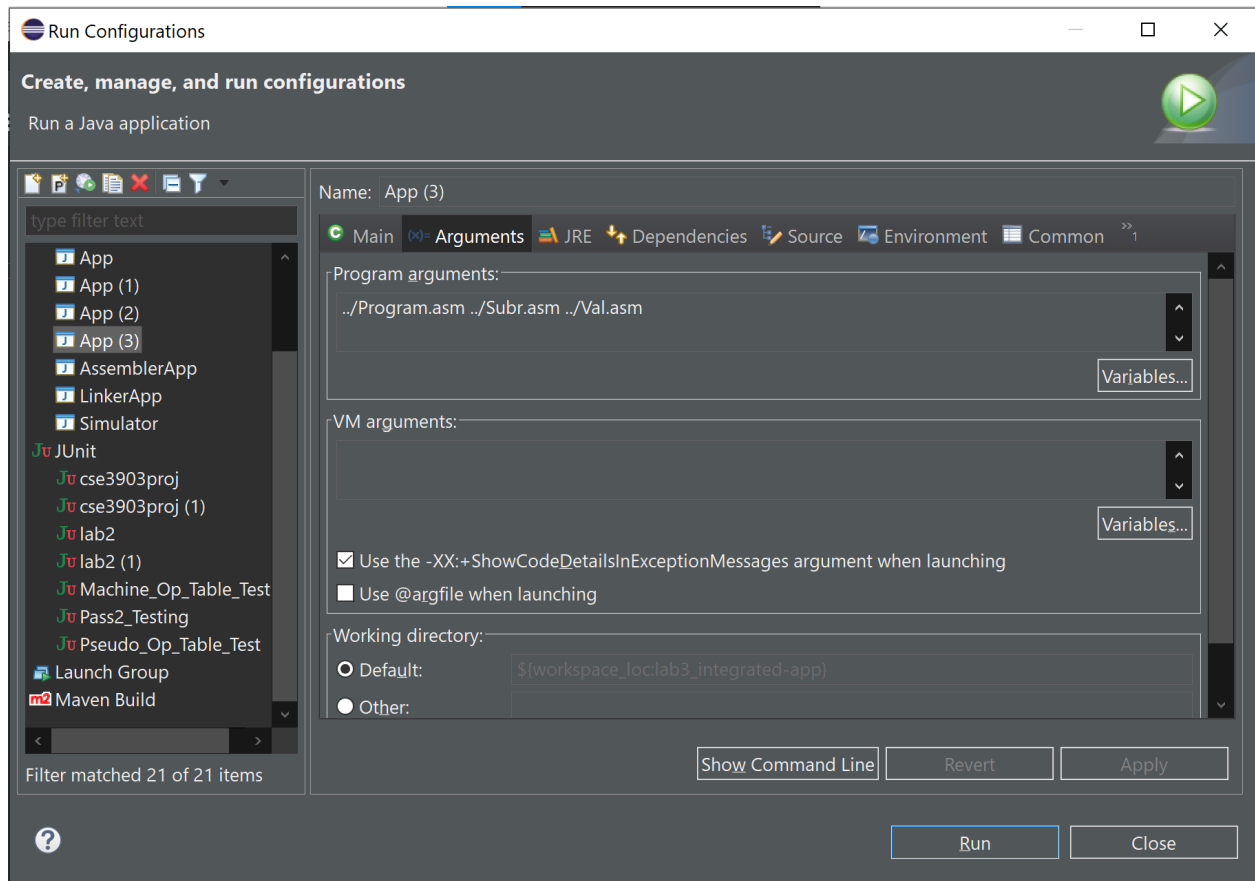 Run Configurations
Create, manage, and run configurations
Run a Java application
type filter text
App
App (1)
App (2)
App (3)
AssemblerApp
LinkerApp
Simulator
JUnit
cse3903proj
cse3903proj (1)
lab2
lab2 (1)
Machine_Op_Table_Test
Pass2_Testing
Pseudo_Op_Table_Test
Launch Group
m2 Maven Build
Filter matched 21 of 21 items
Name: App (3)
Main (x)= Arguments JRE Dependencies Source Environment Common »1
Program arguments:
../Program.asm ../Subr.asm ../Val.asm
Variables...
VM arguments:
Variables...
Use the -XX:+ShowCodeDetailsInExceptionMessages argument when launching
Use @argfile when launching
Working directory:
Default: ${workspace_loc:lab3_integrated-app}
Other:
Show Command Line Revert Apply
Run Close